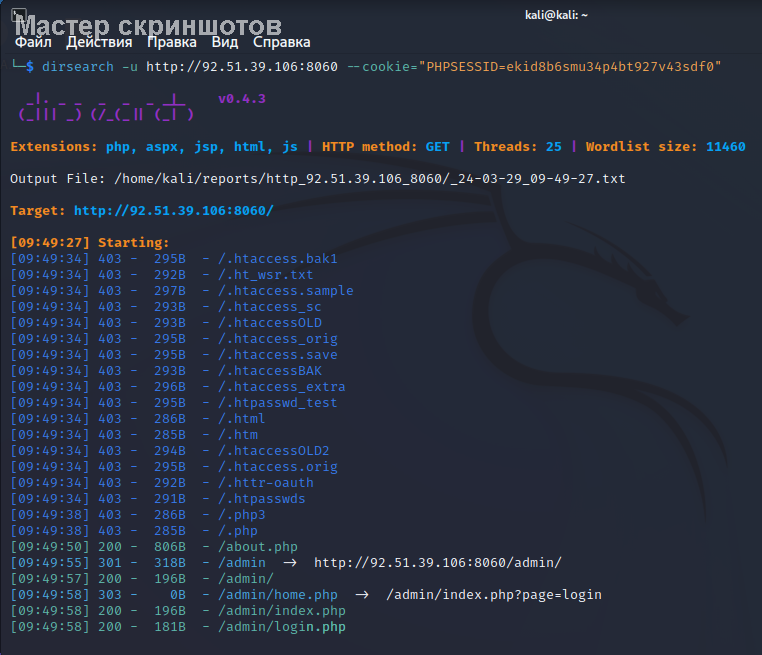 kali@kali: ~
Мастер скриншотов
Файл Действия Правка Вид Справка
└─$ dirsearch -u http://92.51.39.106:8060 --cookie="PHPSESSID=ekid8b6smu34p4bt927v43sdf0"
_|. _ _ _ _ _ _|_ v0.4.3
(_||| _) (/_(_|| (_| )
Extensions: php, aspx, jsp, html, js | HTTP method: GET | Threads: 25 | Wordlist size: 11460
Output File: /home/kali/reports/http_92.51.39.106_8060/_24-03-29_09-49-27.txt
Target: http://92.51.39.106:8060/
[09:49:27] Starting:
[09:49:34] 403 - 295B - /.htaccess.bak1
[09:49:34] 403 - 292B - /.ht_wsr.txt
[09:49:34] 403 - 297B - /.htaccess.sample
[09:49:34] 403 - 293B - /.htaccess_sc
[09:49:34] 403 - 293B - /.htaccessOLD
[09:49:34] 403 - 295B - /.htaccess_orig
[09:49:34] 403 - 295B - /.htaccess.save
[09:49:34] 403 - 293B - /.htaccessBAK
[09:49:34] 403 - 296B - /.htaccess_extra
[09:49:34] 403 - 295B - /.htpasswd_test
[09:49:34] 403 - 286B - /.html
[09:49:34] 403 - 285B - /.htm
[09:49:34] 403 - 294B - /.htaccessOLD2
[09:49:34] 403 - 295B - /.htaccess.orig
[09:49:34] 403 - 292B - /.httr-oauth
[09:49:34] 403 - 291B - /.htpasswds
[09:49:38] 403 - 286B - /.php3
[09:49:38] 403 - 285B - /.php
[09:49:50] 200 - 806B - /about.php
[09:49:55] 301 - 318B - /admin → http://92.51.39.106:8060/admin/
[09:49:57] 200 - 196B - /admin/
[09:49:58] 303 - 0B - /admin/home.php → /admin/index.php?page=login
[09:49:58] 200 - 196B - /admin/index.php
[09:49:58] 200 - 181B - /admin/login.php